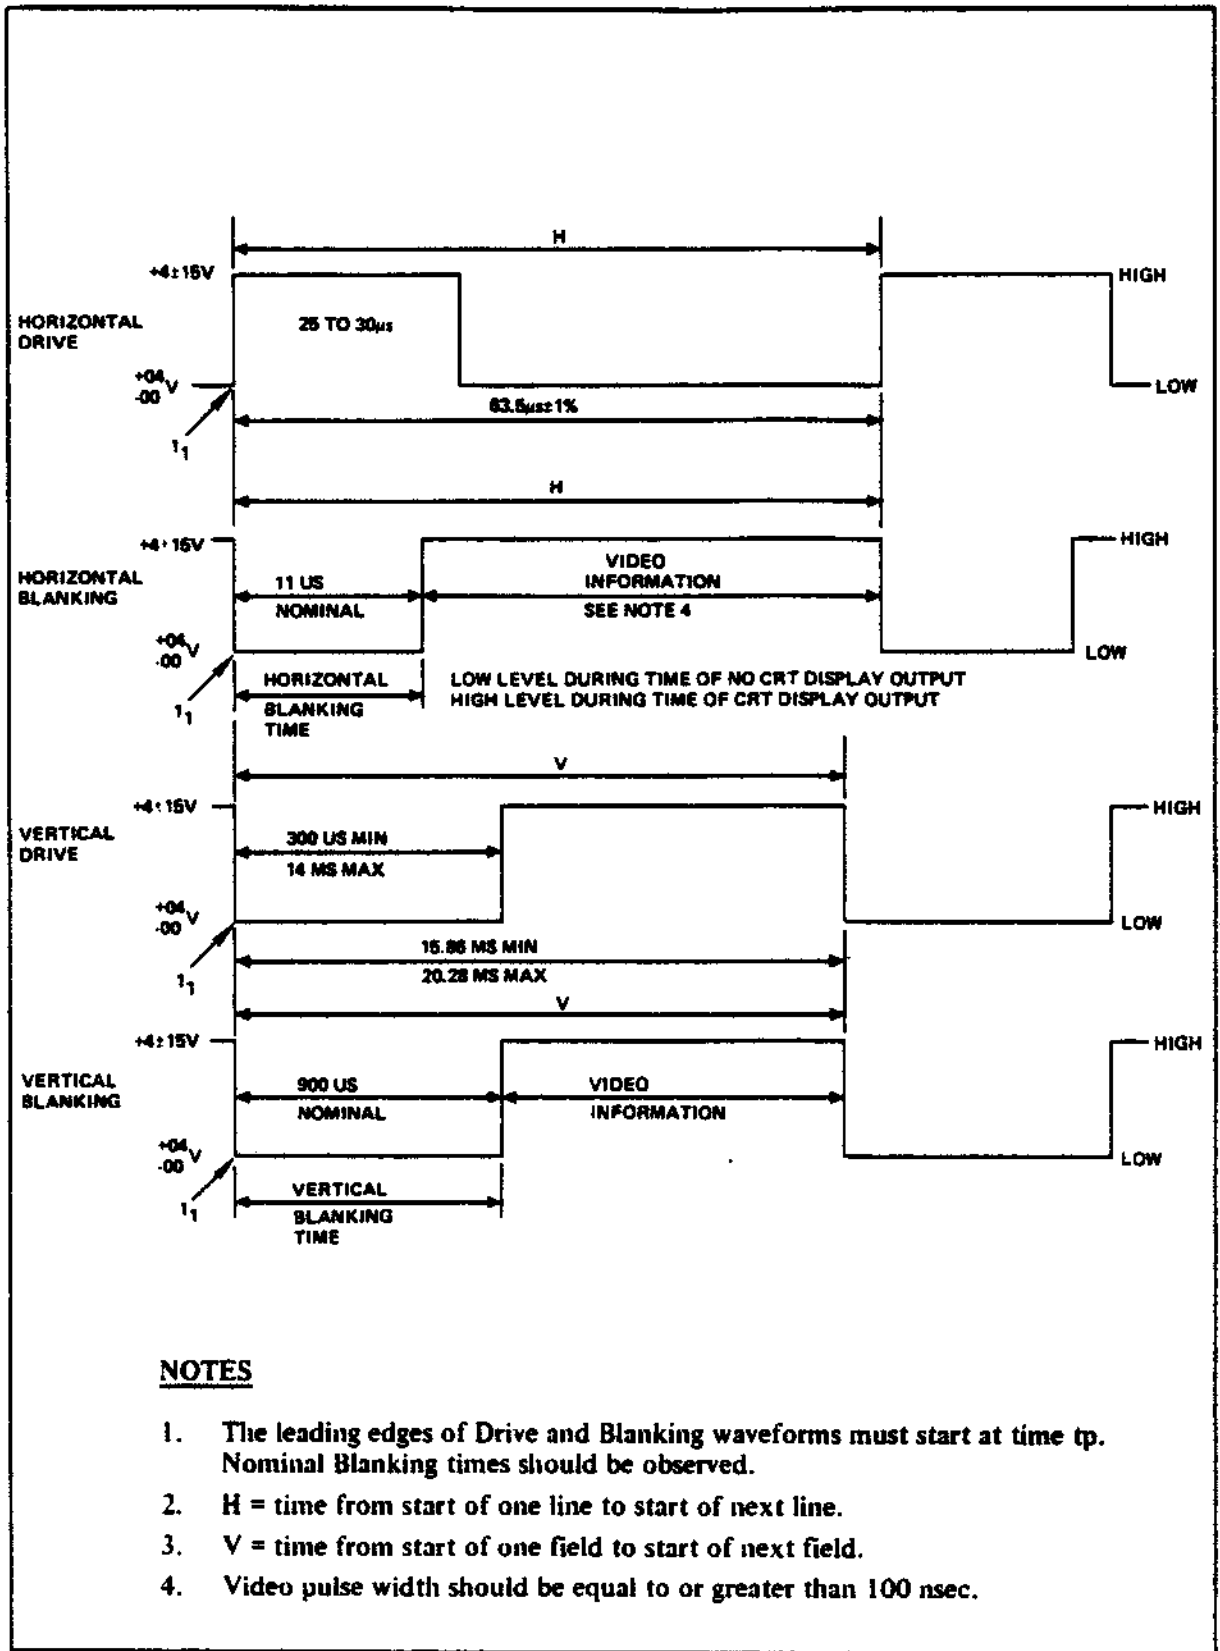 H
+4±15V
HIGH
HORIZONTAL
DRIVE
25 TO 30µs
+04
-00 V
LOW
63.5µs±1%
1₁
H
+4·15V
HIGH
HORIZONTAL
BLANKING
11 US
NOMINAL
VIDEO
INFORMATION
SEE NOTE 4
+04
-00 V
LOW
1₁
HORIZONTAL
BLANKING
TIME
LOW LEVEL DURING TIME OF NO CRT DISPLAY OUTPUT
HIGH LEVEL DURING TIME OF CRT DISPLAY OUTPUT
V
+4±15V
HIGH
VERTICAL
DRIVE
300 US MIN
14 MS MAX
+04
-00 V
LOW
1₁
15.86 MS MIN
20.28 MS MAX
V
+4±15V
HIGH
VERTICAL
BLANKING
900 US
NOMINAL
VIDEO
INFORMATION
+04
-00 V
LOW
1₁
VERTICAL
BLANKING
TIME
NOTES
1. The leading edges of Drive and Blanking waveforms must start at time tp.
Nominal Blanking times should be observed.
2. H = time from start of one line to start of next line.
3. V = time from start of one field to start of next field.
4. Video pulse width should be equal to or greater than 100 nsec.